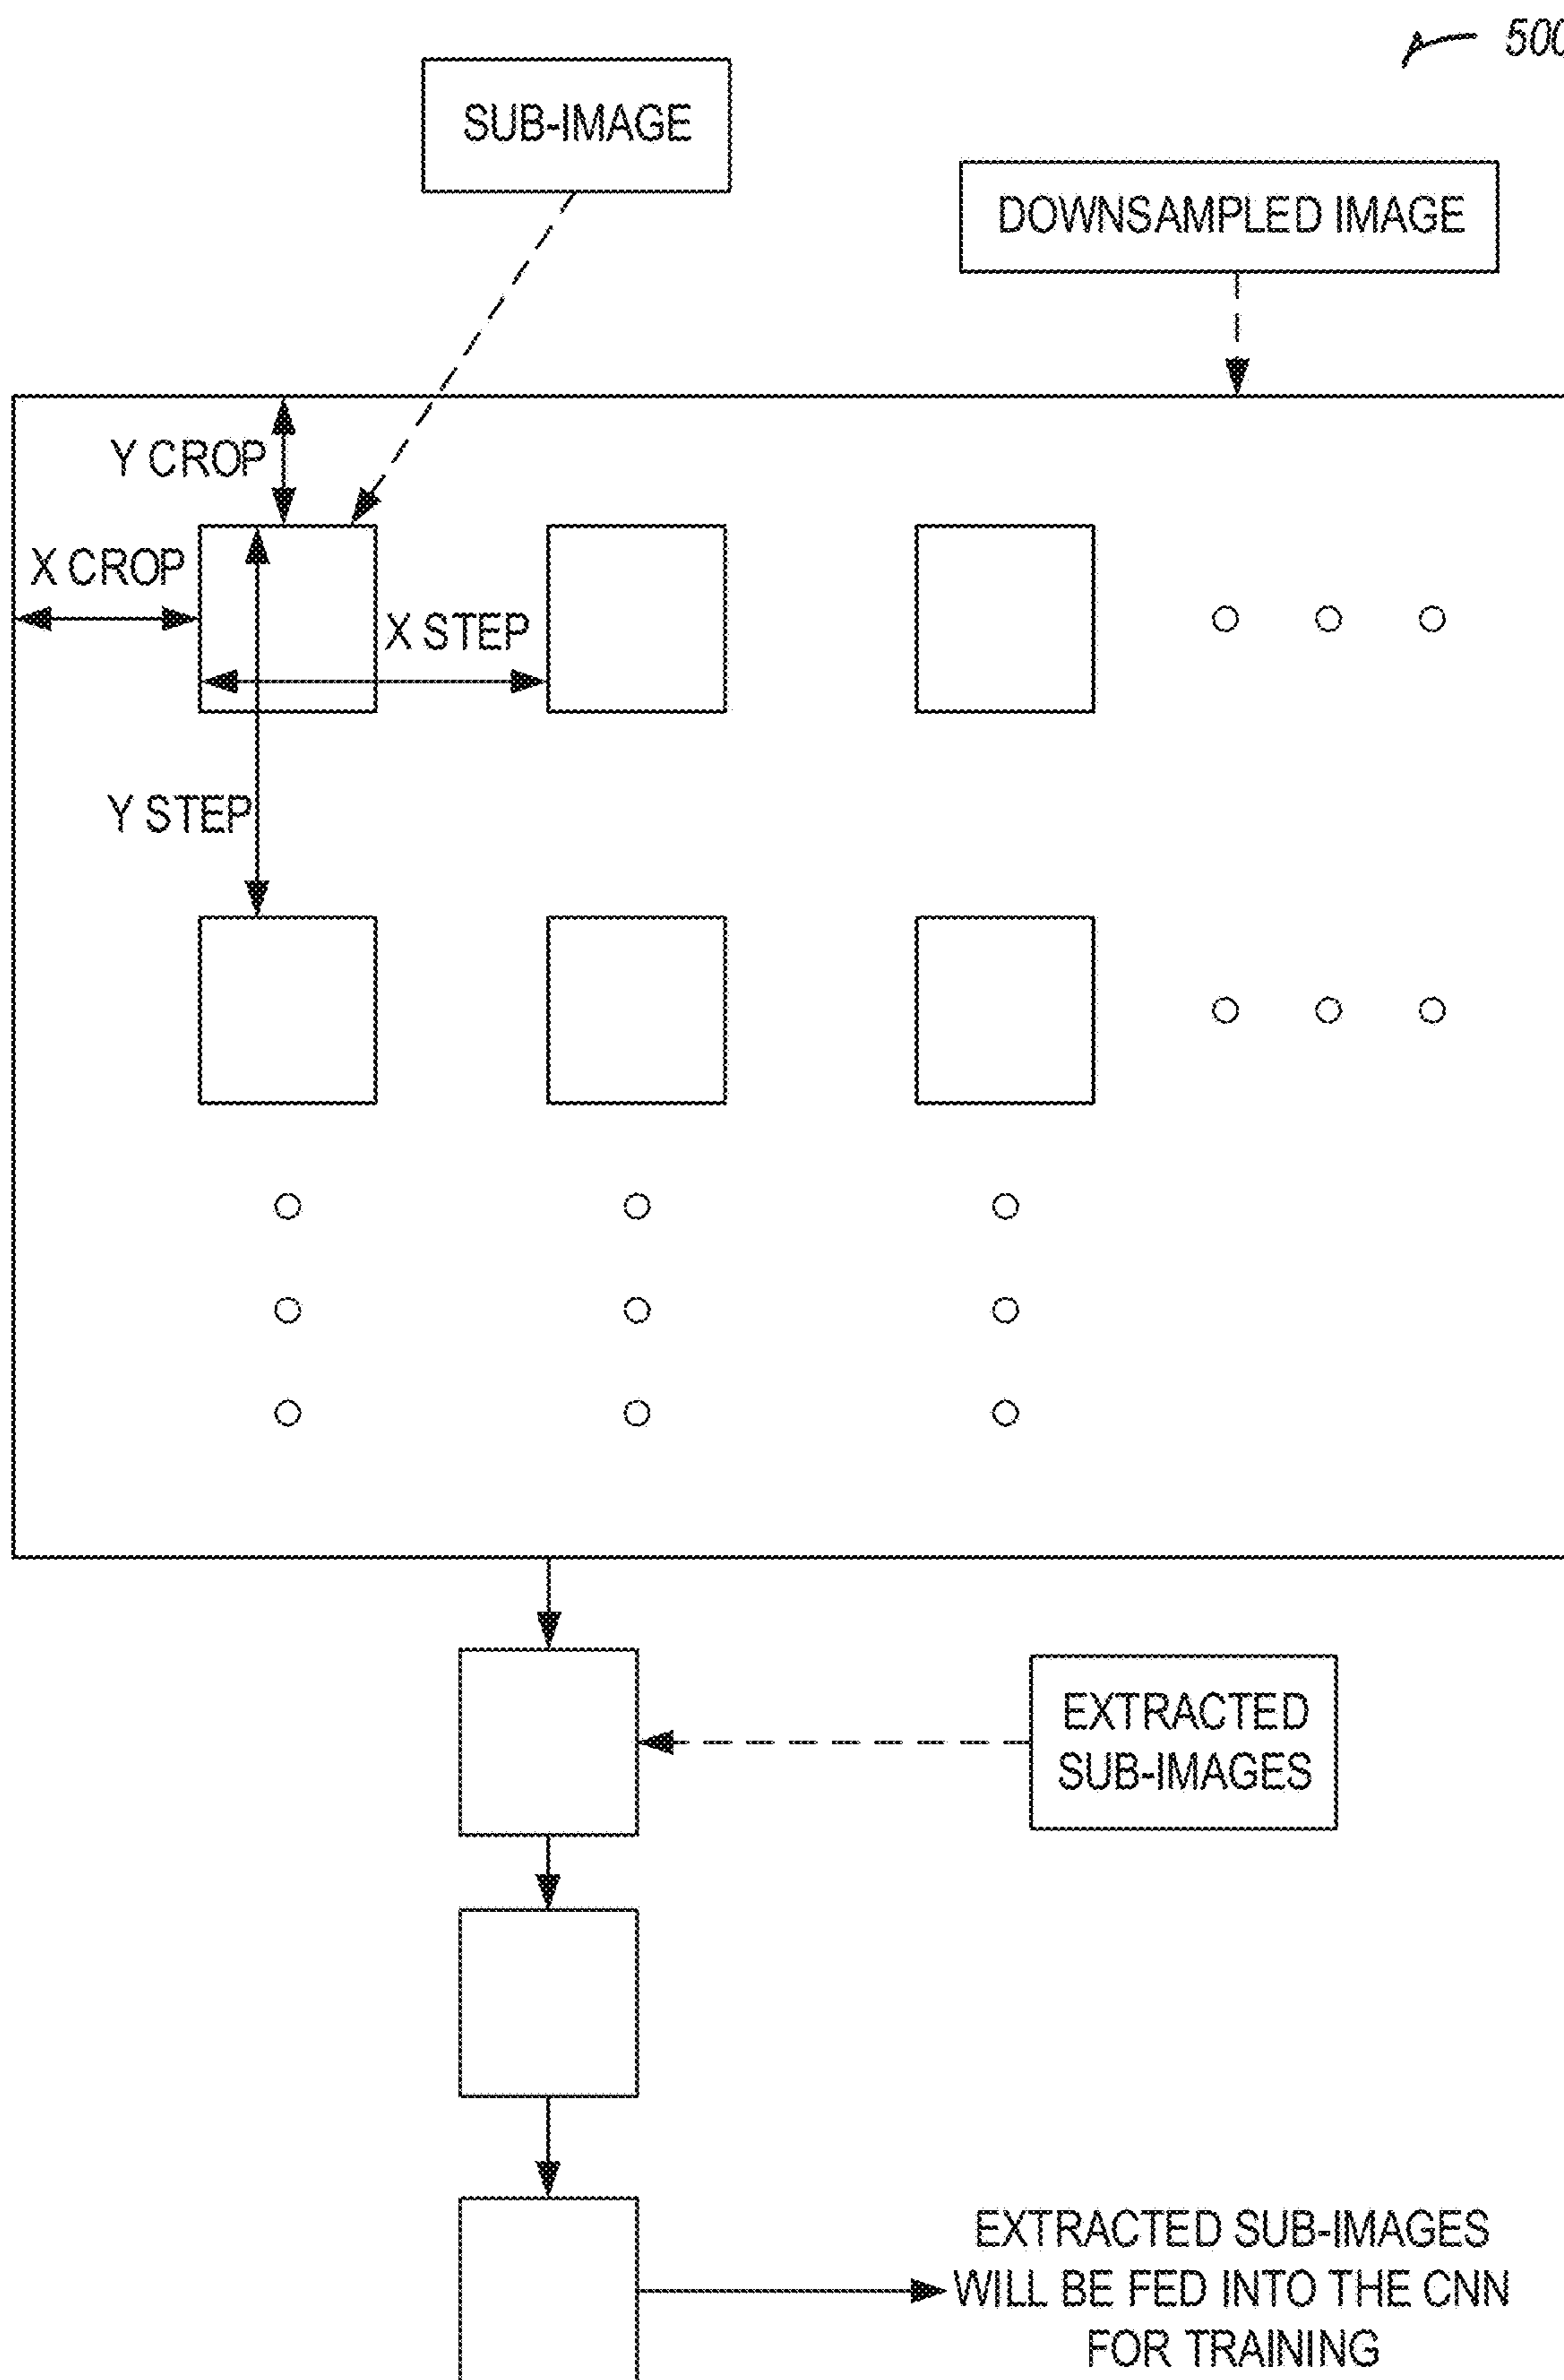 500
SUB-IMAGE
DOWNSAMPLED IMAGE
Y CROP
X CROP
X STEP
Y STEP
EXTRACTED
SUB-IMAGES
EXTRACTED SUB-IMAGES
WILL BE FED INTO THE CNN
FOR TRAINING